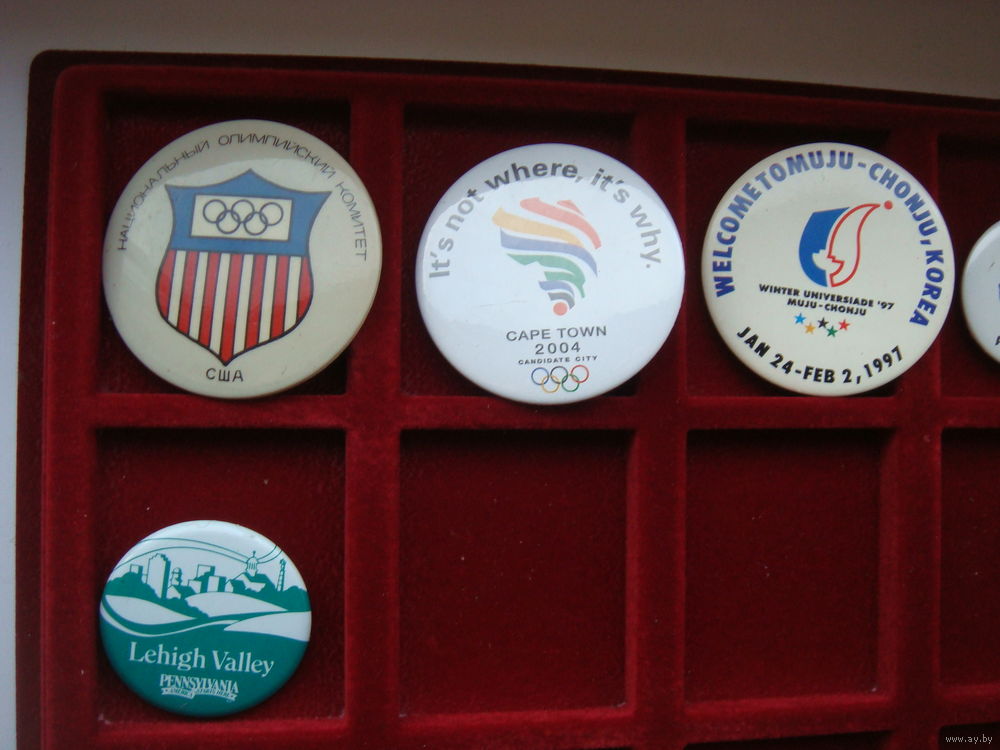 НАЦИОНАЛЬНЫЙ ОЛИМПИЙСКИЙ КОМИТЕТ
США
It's not where, it's why.
CAPE TOWN
2004
CANDIDATE CITY
WELCOME TO MUJU-CHONJU, KOREA
WINTER UNIVERSIADE '97
MUJU-CHONJU
JAN 24-FEB 2, 1997
Lehigh Valley
PENNSYLVANIA
www.ay.by